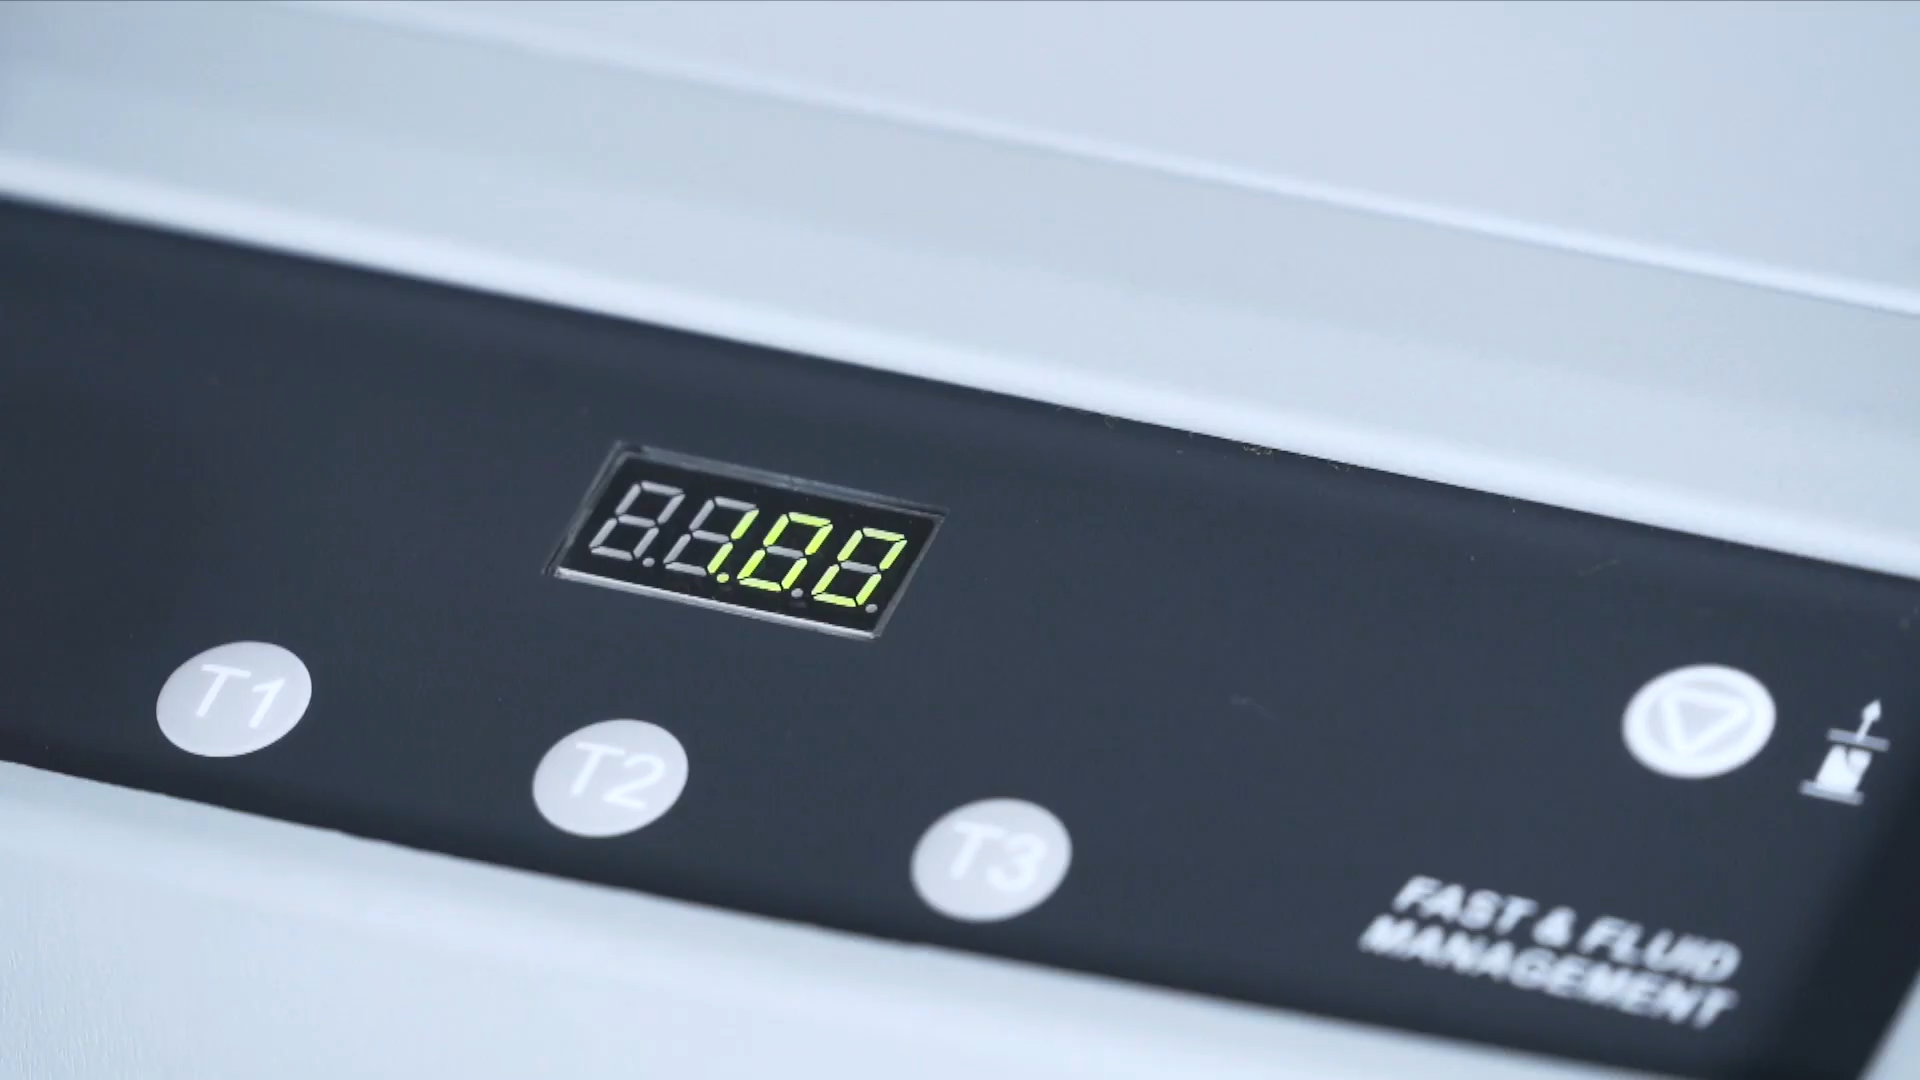 1.00
T1
T2
T3
FAST & FLUID
MANAGEMENT